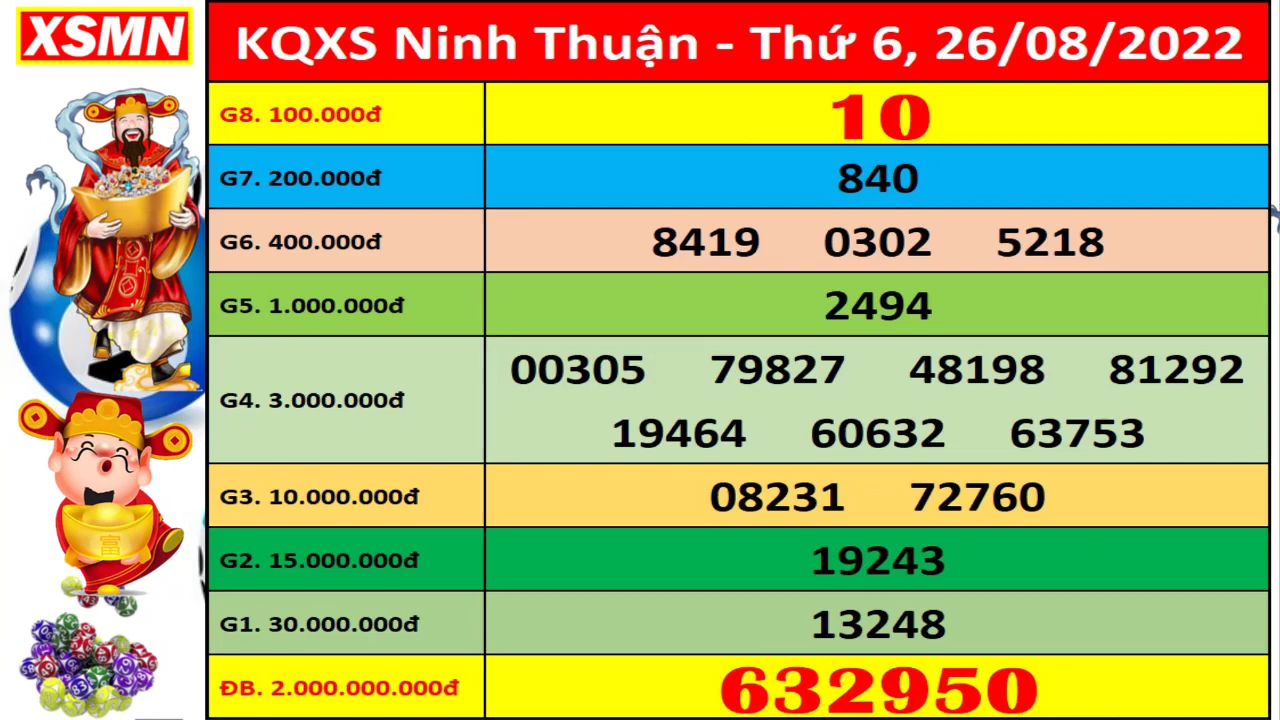 XSMN
KQXS Ninh Thuận - Thứ 6, 26/08/2022
G8. 100.000đ
10
G7. 200.000đ
840
G6. 400.000đ
8419 0302 5218
G5. 1.000.000đ
2494
G4. 3.000.000đ
00305 79827 48198 81292
19464 60632 63753
G3. 10.000.000đ
08231 72760
G2. 15.000.000đ
19243
G1. 30.000.000đ
13248
ĐB. 2.000.000.000đ
632950
富